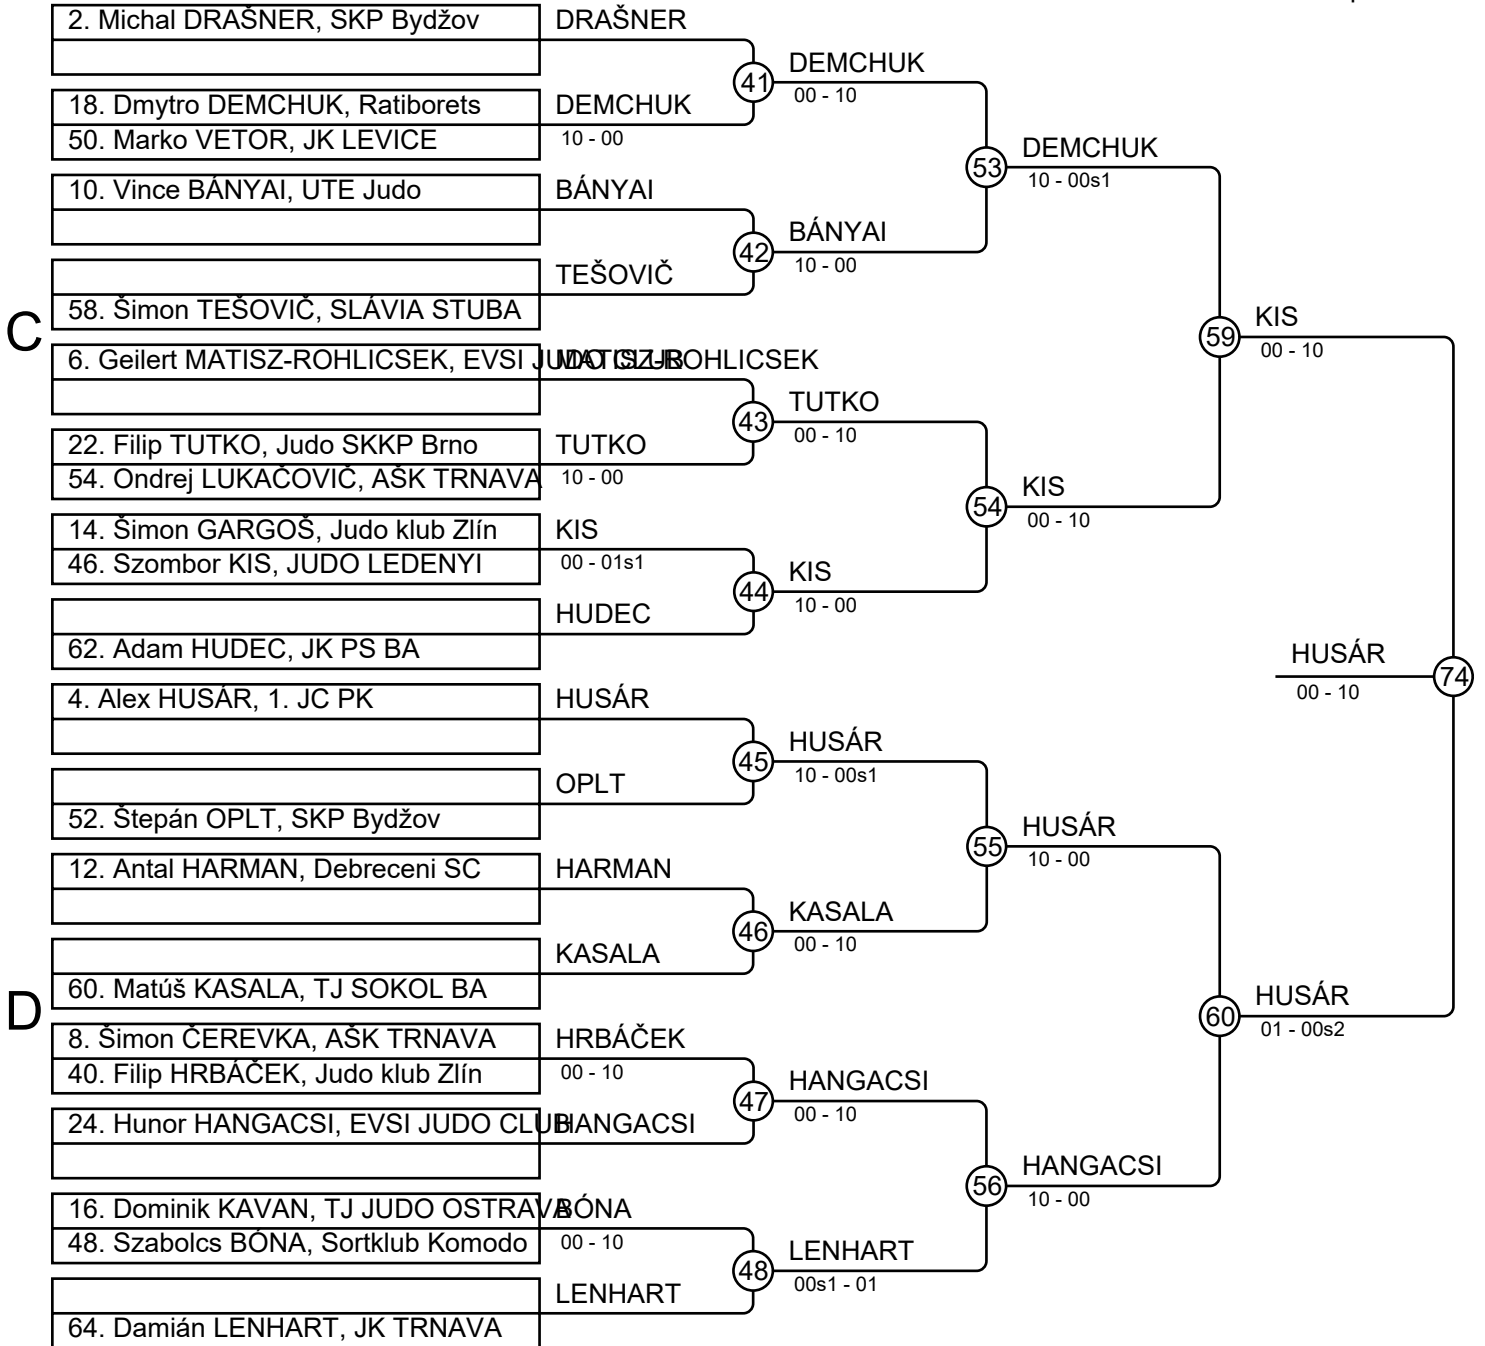 2. Michal DRAŠNER, SKP Bydžov
DRAŠNER
41
DEMCHUK
00 - 10
18. Dmytro DEMCHUK, Ratiborets
DEMCHUK
50. Marko VETOR, JK LEVICE
10 - 00
53
DEMCHUK
10 - 00s1
10. Vince BÁNYAI, UTE Judo
BÁNYAI
42
BÁNYAI
10 - 00
TEŠOVIČ
58. Šimon TEŠOVIČ, SLÁVIA STUBA
C
59
KIS
00 - 10
6. Geilert MATISZ-ROHLICSEK, EVSI JUDO CLUB
MATISZ-ROHLICSEK
43
TUTKO
00 - 10
22. Filip TUTKO, Judo SKKP Brno
TUTKO
54. Ondrej LUKAČOVIČ, AŠK TRNAVA
10 - 00
54
KIS
00 - 10
14. Šimon GARGOŠ, Judo klub Zlín
KIS
46. Szombor KIS, JUDO LEDENYI
00 - 01s1
44
KIS
10 - 00
HUDEC
62. Adam HUDEC, JK PS BA
HUSÁR
74
00 - 10
4. Alex HUSÁR, 1. JC PK
HUSÁR
45
HUSÁR
10 - 00s1
OPLT
52. Štepán OPLT, SKP Bydžov
55
HUSÁR
10 - 00
12. Antal HARMAN, Debreceni SC
HARMAN
46
KASALA
00 - 10
KASALA
60. Matúš KASALA, TJ SOKOL BA
D
60
HUSÁR
01 - 00s2
8. Šimon ČEREVKA, AŠK TRNAVA
HRBÁČEK
40. Filip HRBÁČEK, Judo klub Zlín
00 - 10
47
HANGACSI
00 - 10
24. Hunor HANGACSI, EVSI JUDO CLUB
HANGACSI
56
HANGACSI
10 - 00
16. Dominik KAVAN, TJ JUDO OSTRAVA
BÓNA
48. Szabolcs BÓNA, Sortklub Komodo
00 - 10
48
LENHART
00s1 - 01
LENHART
64. Damián LENHART, JK TRNAVA